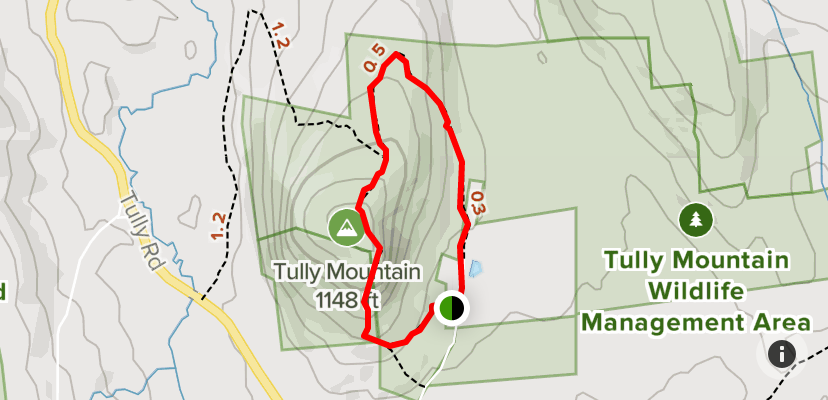 1.2
0.5
0.3
1.2
Tully Rd
Tully Mountain
1148 ft
Tully Mountain
Wildlife
Management Area
d
i